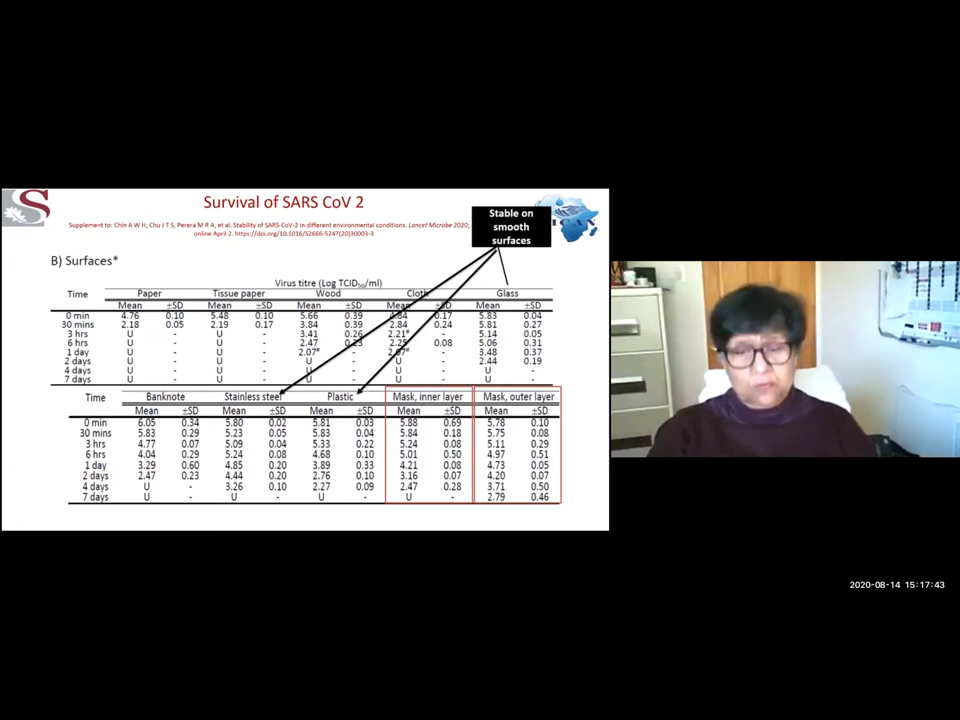 Survival of SARS CoV 2
Supplement to: Chin A W H, Chu J T S, Perera M R A, et al. Stability of SARS-CoV-2 in different environmental conditions. Lancet Microbe 2020;
online April 2. https://doi.org/10.1016/S2666-5247(20)30003-3
Stable on
smooth
surfaces
B) Surfaces*
Virus titre (Log TCID50/ml)
Time Paper Tissue paper Wood Cloth Glass
Mean ±SD Mean ±SD Mean ±SD Mean ±SD Mean ±SD
0 min 4.76 0.10 5.48 0.10 5.66 0.39 4.84 0.17 5.83 0.04
30 mins 2.18 0.05 2.19 0.17 3.84 0.39 2.84 0.24 5.81 0.27
3 hrs U - U - 3.41 0.26 2.21# - 5.14 0.05
6 hrs U - U - 2.47 0.23 2.25 0.08 5.06 0.31
1 day U - U - 2.07# - 2.07# - 3.48 0.37
2 days U - U - U - U - 2.44 0.19
4 days U - U - U - U - U -
7 days U - U - U - U - U -
Time Banknote Stainless steel Plastic Mask, inner layer Mask, outer layer
Mean ±SD Mean ±SD Mean ±SD Mean ±SD Mean ±SD
0 min 6.05 0.34 5.80 0.02 5.81 0.03 5.88 0.69 5.78 0.10
30 mins 5.83 0.29 5.23 0.05 5.83 0.04 5.84 0.18 5.75 0.08
3 hrs 4.77 0.07 5.09 0.04 5.33 0.22 5.24 0.08 5.11 0.29
6 hrs 4.04 0.29 5.24 0.08 4.68 0.10 5.01 0.50 4.97 0.51
1 day 3.29 0.60 4.85 0.20 3.89 0.33 4.21 0.08 4.73 0.05
2 days 2.47 0.23 4.44 0.20 2.76 0.10 3.16 0.07 4.20 0.07
4 days U - 3.26 0.10 2.27 0.09 2.47 0.28 3.71 0.50
7 days U - U - U - U - 2.79 0.46
2020-08-14 15:17:43